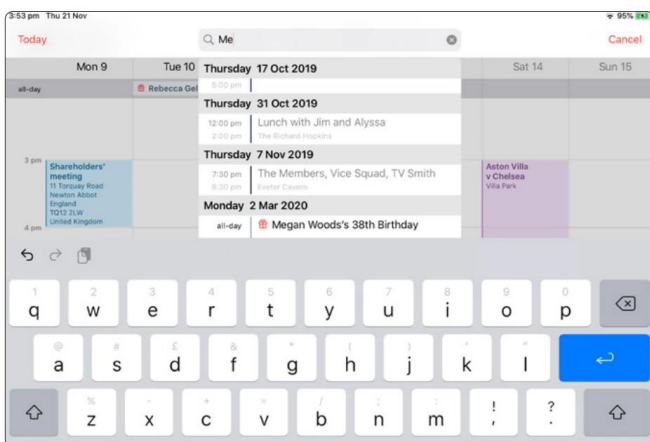 3:53 pm Thu 21 Nov
95%
Today
Me
Cancel
Mon 9
Tue 10
Sat 14
Sun 15
all-day
Rebecca Gel
Thursday 17 Oct 2019
5:00 pm
Thursday 31 Oct 2019
12:00 pm Lunch with Jim and Alyssa
2:00 pm The Richard Hopkins
Thursday 7 Nov 2019
7:30 pm The Members, Vice Squad, TV Smith
8:30 pm Exeter Cavern
Monday 2 Mar 2020
all-day Megan Woods's 38th Birthday
3 pm
Shareholders'
meeting
11 Torquay Road
Newton Abbot
England
TQ12 2LW
United Kingdom
4 pm
Aston Villa
v Chelsea
Villa Park
1 2 3 4 5 6 7 8 9 0
q w e r t y u i o p
@ # £ & * ( ) ' "
a s d f g h j k l
% - + = / ; : ! ?
z x c v b n m , .